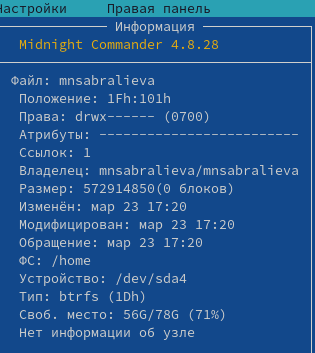 Настройки Правая панель
Информация
Midnight Commander 4.8.28
Файл: mnsabralieva
Положение: 1Fh:101h
Права: drwx------ (0700)
Атрибуты: -------------------------
Ссылок: 1
Владелец: mnsabralieva/mnsabralieva
Размер: 572914850(0 блоков)
Изменён: мар 23 17:20
Модифицирован: мар 23 17:20
Обращение: мар 23 17:20
ФС: /home
Устройство: /dev/sda4
Тип: btrfs (1Dh)
Своб. место: 56G/78G (71%)
Нет информации об узле